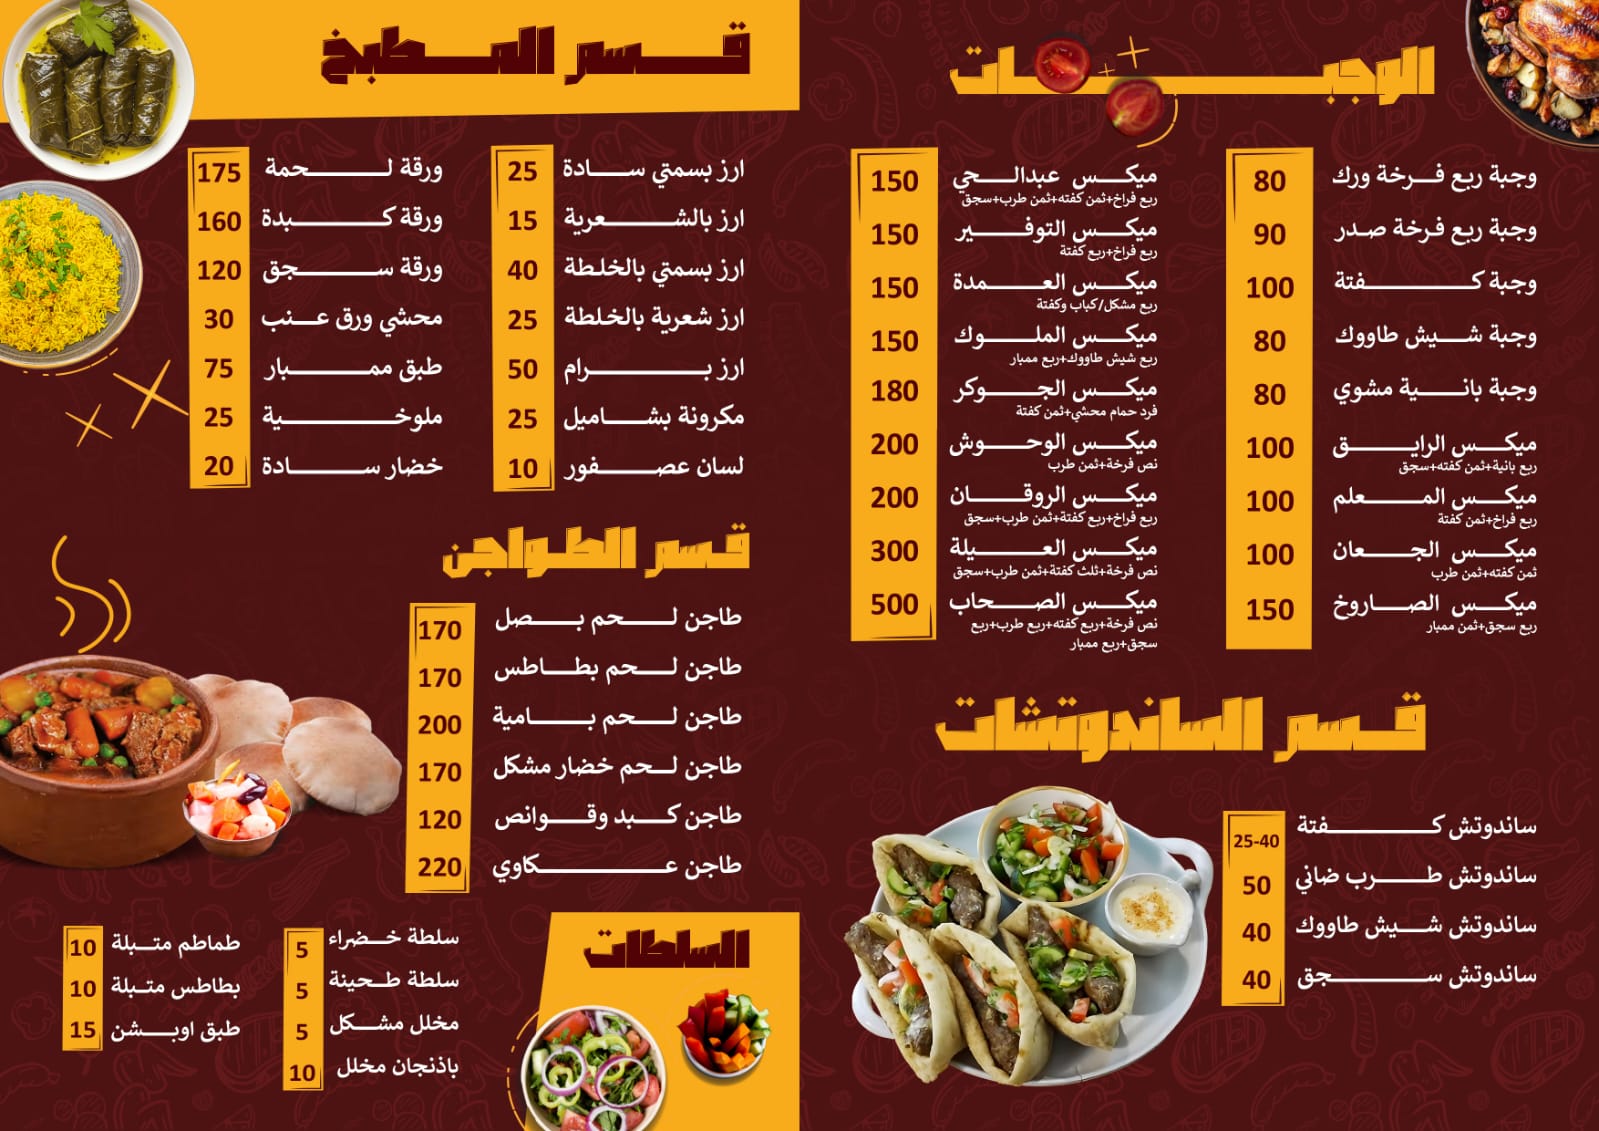 الوجبات
وجبة ربع فرخة ورك 80
وجبة ربع فرخة صدر 90
وجبة كفتة 100
وجبة شيش طاووك 80
وجبة بانية مشوي 80
ميكس الرايق 100
ربع بانية+ثمن كفته+سجق
ميكس المعلم 100
ربع فراخ+ثمن كفتة
ميكس الجعان 100
ثمن كفته+ثمن طرب
ميكس الصاروخ 150
ربع سجق+ثمن ممبار
ميكس عبدالحي 150
ربع فراخ+ثمن كفته+ثمن طرب+سجق
ميكس التوفير 150
ربع فراخ+ربع كفتة
ميكس العمدة 150
ربع مشكل/كباب وكفتة
ميكس الملوك 150
ربع شيش طاووك+ربع ممبار
ميكس الجوكر 180
فرد حمام محشي+ثمن كفتة
ميكس الوحوش 200
نص فرخة+ثمن طرب
ميكس الروقان 200
ربع فراخ+ربع كفتة+ثمن طرب+سجق
ميكس العيلة 300
نص فرخة+ثلث كفتة+ثمن طرب+سجق
ميكس الصحاب 500
نص فرخة+ربع كفته+ربع طرب+ربع
سجق+ربع ممبار
قسم الساندوتشات
ساندوتش كفتة 25-40
ساندوتش طرب ضاني 50
ساندوتش شيش طاووك 40
ساندوتش سجق 40
قسم المطبخ
ارز بسمتي سادة 25
ارز بالشعرية 15
ارز بسمتي بالخلطة 40
ارز شعرية بالخلطة 25
ارز برام 50
مكرونة بشاميل 25
لسان عصفور 10
ورقة لحمة 175
ورقة كبدة 160
ورقة سجق 120
محشي ورق عنب 30
طبق ممبار 75
ملوخية 25
خضار سادة 20
قسم الطواجن
طاجن لحم بصل 170
طاجن لحم بطاطس 170
طاجن لحم بامية 200
طاجن لحم خضار مشكل 170
طاجن كبد وقوانص 120
طاجن عكاوي 220
السلطات
سلطة خضراء 5
سلطة طحينة 5
مخلل مشكل 5
باذنجان مخلل 10
طماطم متبلة 10
بطاطس متبلة 10
طبق اوبشن 15